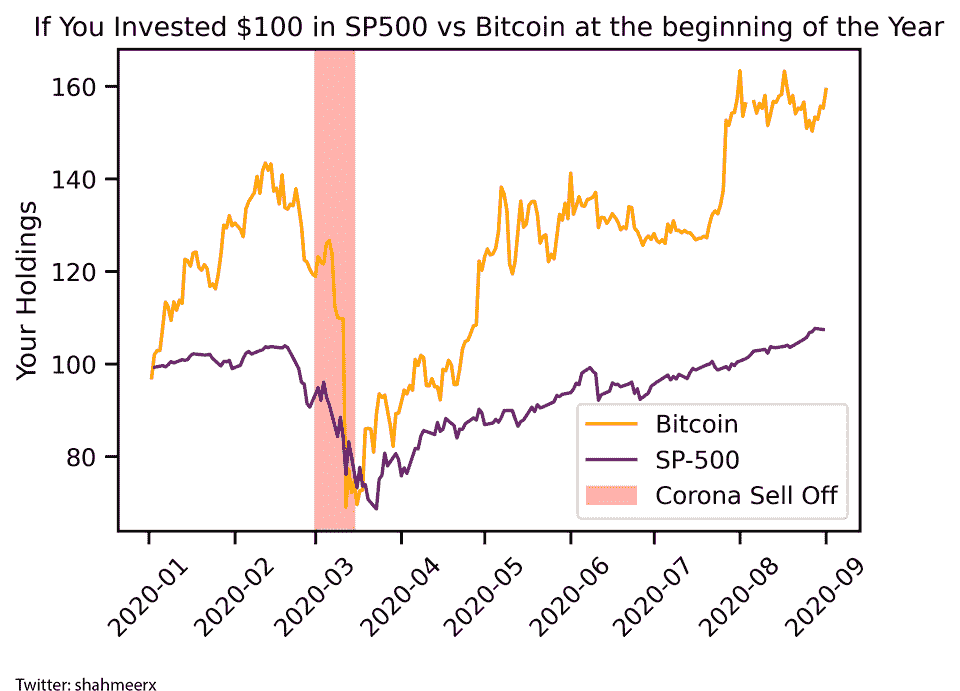 If You Invested $100 in SP500 vs Bitcoin at the beginning of the Year
Your Holdings
160
140
120
100
80
Bitcoin
SP-500
Corona Sell Off
2020-01
2020-02
2020-03
2020-04
2020-05
2020-06
2020-07
2020-08
2020-09
Twitter: shahmeerx